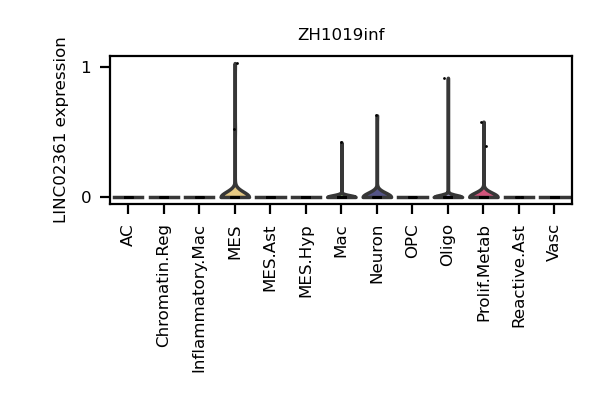 ZH1019inf
LINC02361 expression
1
0
AC
Chromatin.Reg
Inflammatory.Mac
MES
MES.Ast
MES.Hyp
Mac
Neuron
OPC
Oligo
Prolif.Metab
Reactive.Ast
Vasc